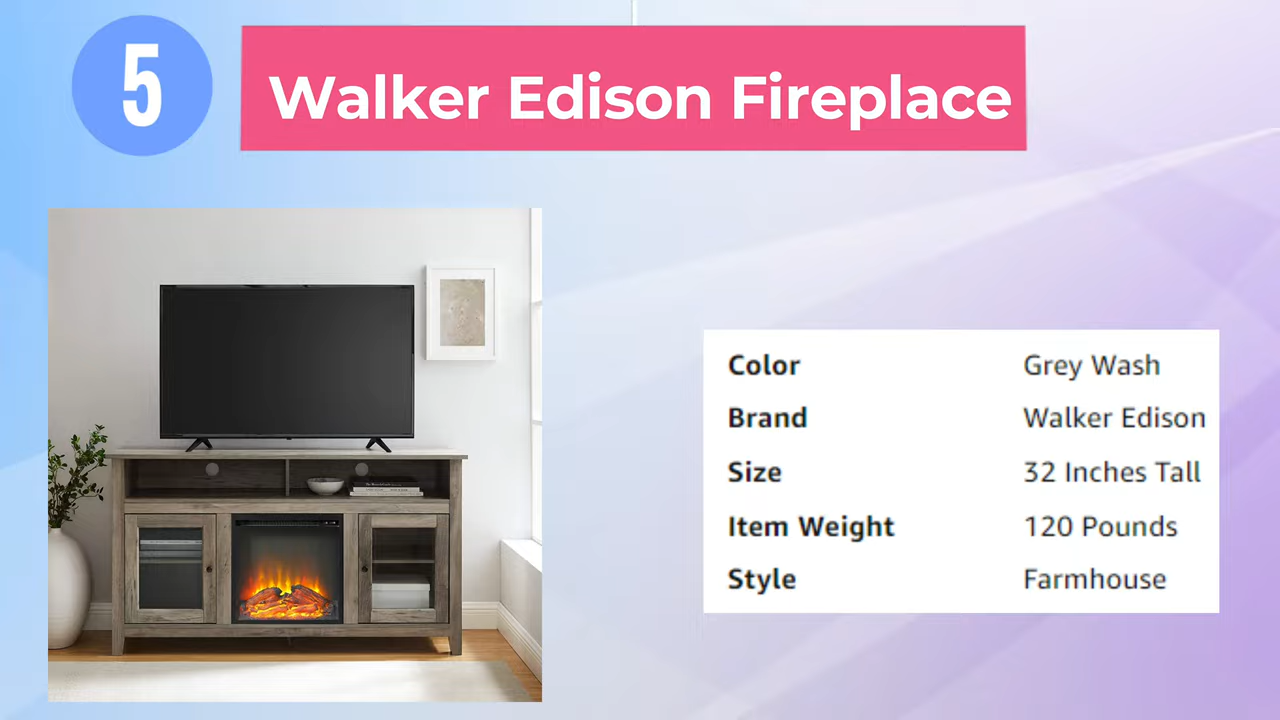 5
Walker Edison Fireplace
Color Grey Wash
Brand Walker Edison
Size 32 Inches Tall
Item Weight 120 Pounds
Style Farmhouse